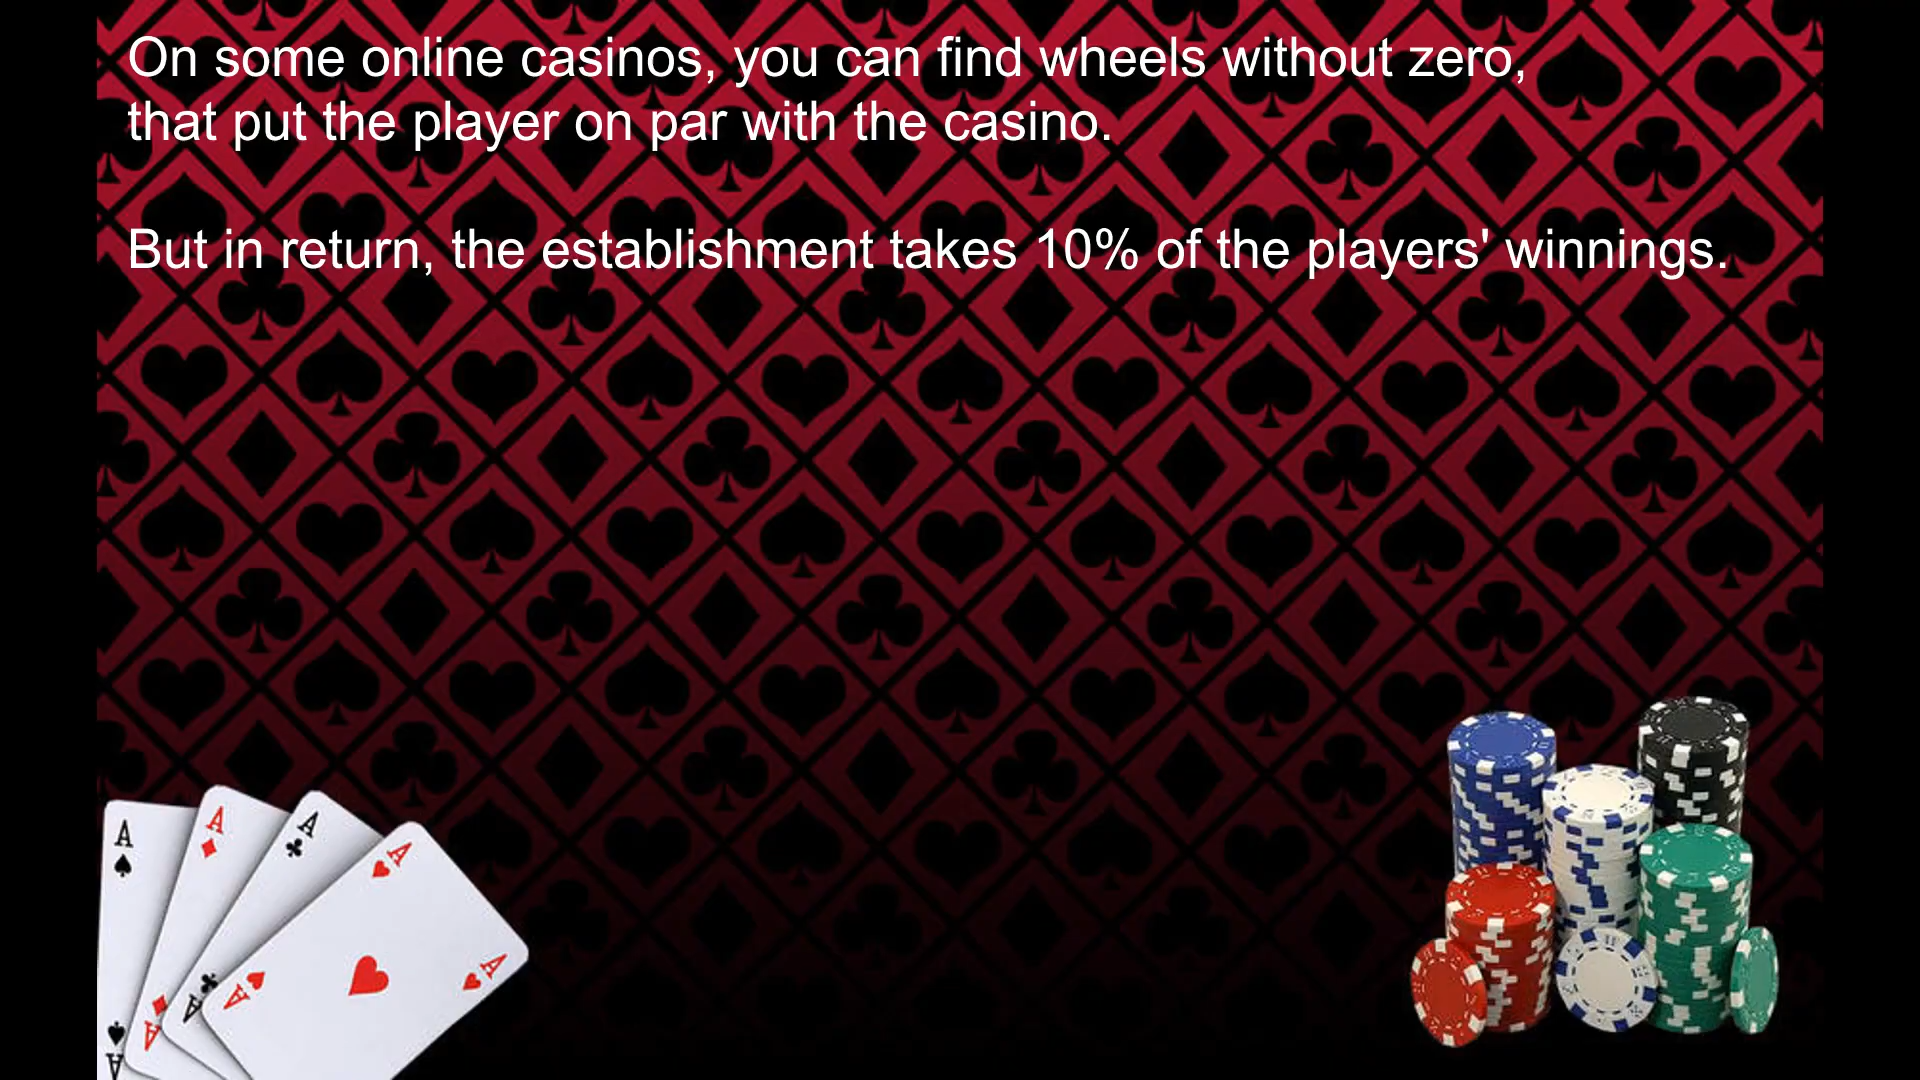 On some online casinos, you can find wheels without zero,
that put the player on par with the casino.
But in return, the establishment takes 10% of the players' winnings.
A
A
A
A
A
A
A
A
A